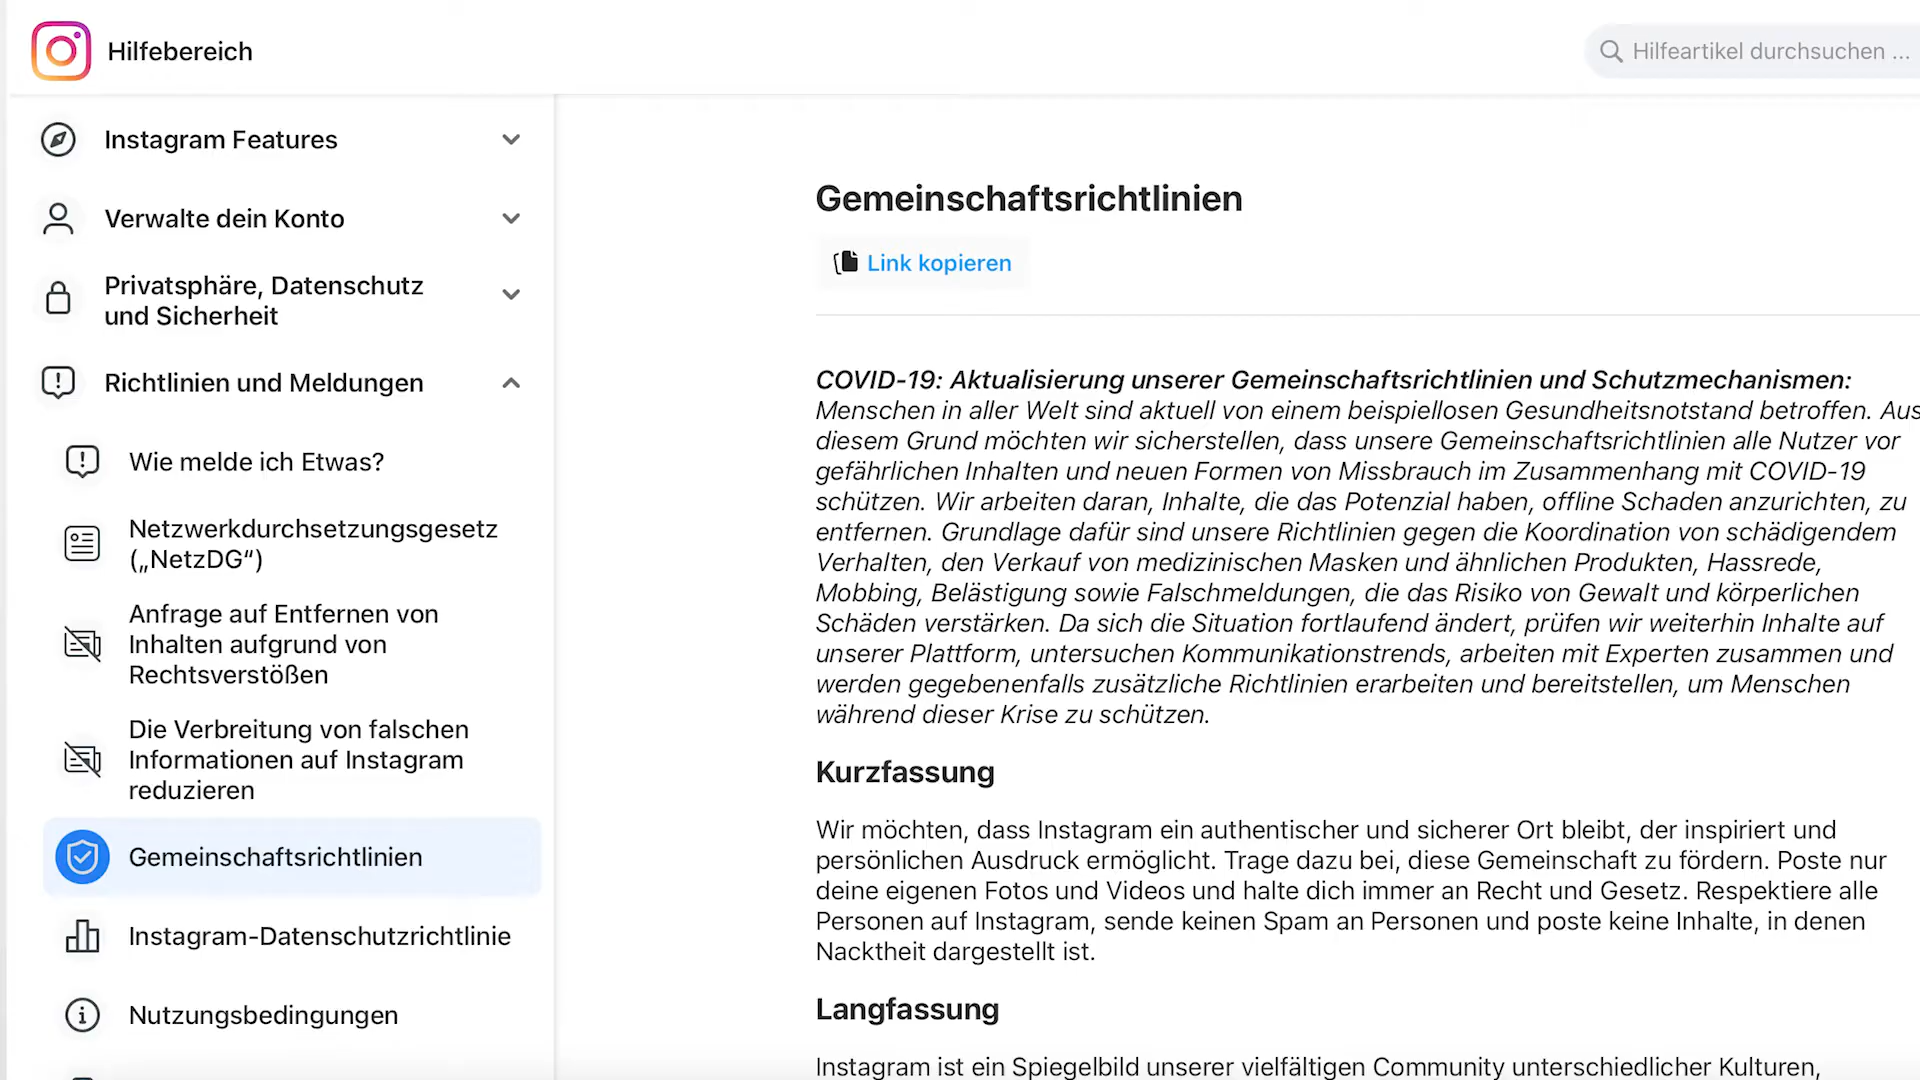 Hilfebereich
Hilfeartikel durchsuchen ...
Instagram Features
Verwalte dein Konto
Privatsphäre, Datenschutz
und Sicherheit
Richtlinien und Meldungen
Wie melde ich Etwas?
Netzwerkdurchsetzungsgesetz
(„NetzDG“)
Anfrage auf Entfernen von
Inhalten aufgrund von
Rechtsverstößen
Die Verbreitung von falschen
Informationen auf Instagram
reduzieren
Gemeinschaftsrichtlinien
Instagram-Datenschutzrichtlinie
Nutzungsbedingungen
Gemeinschaftsrichtlinien
Link kopieren
COVID-19: Aktualisierung unserer Gemeinschaftsrichtlinien und Schutzmechanismen:
Menschen in aller Welt sind aktuell von einem beispiellosen Gesundheitsnotstand betroffen. Aus
diesem Grund möchten wir sicherstellen, dass unsere Gemeinschaftsrichtlinien alle Nutzer vor
gefährlichen Inhalten und neuen Formen von Missbrauch im Zusammenhang mit COVID-19
schützen. Wir arbeiten daran, Inhalte, die das Potenzial haben, offline Schaden anzurichten, zu
entfernen. Grundlage dafür sind unsere Richtlinien gegen die Koordination von schädigendem
Verhalten, den Verkauf von medizinischen Masken und ähnlichen Produkten, Hassrede,
Mobbing, Belästigung sowie Falschmeldungen, die das Risiko von Gewalt und körperlichen
Schäden verstärken. Da sich die Situation fortlaufend ändert, prüfen wir weiterhin Inhalte auf
unserer Plattform, untersuchen Kommunikationstrends, arbeiten mit Experten zusammen und
werden gegebenenfalls zusätzliche Richtlinien erarbeiten und bereitstellen, um Menschen
während dieser Krise zu schützen.
Kurzfassung
Wir möchten, dass Instagram ein authentischer und sicherer Ort bleibt, der inspiriert und
persönlichen Ausdruck ermöglicht. Trage dazu bei, diese Gemeinschaft zu fördern. Poste nur
deine eigenen Fotos und Videos und halte dich immer an Recht und Gesetz. Respektiere alle
Personen auf Instagram, sende keinen Spam an Personen und poste keine Inhalte, in denen
Nacktheit dargestellt ist.
Langfassung
Instagram ist ein Spiegelbild unserer vielfältigen Community unterschiedlicher Kulturen,